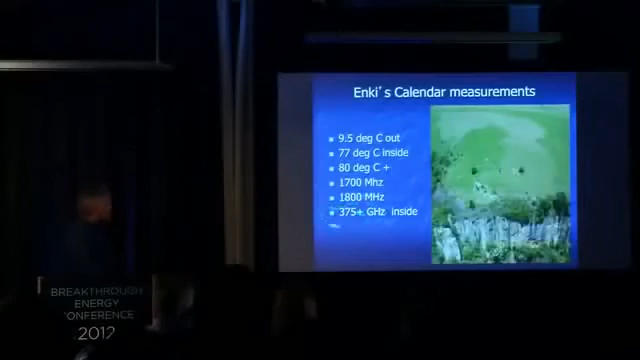 Enki's Calendar measurements
9.5 deg C out
77 deg C inside
80 deg C +
1700 Mhz
1800 MHz
375+ GHz inside
BREAKTHROUGH
ENERGY
CONFERENCE
2012